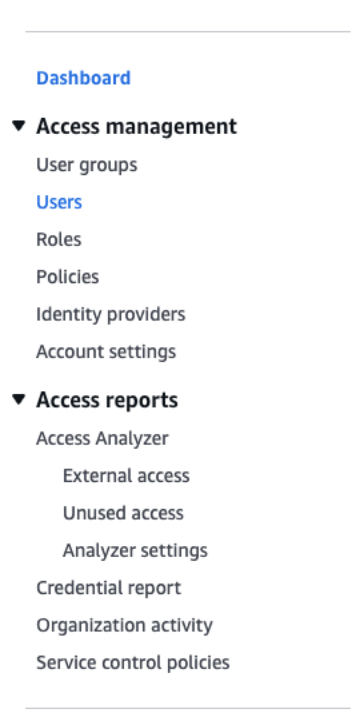 Dashboard
Access management
User groups
Users
Roles
Policies
Identity providers
Account settings
Access reports
Access Analyzer
External access
Unused access
Analyzer settings
Credential report
Organization activity
Service control policies